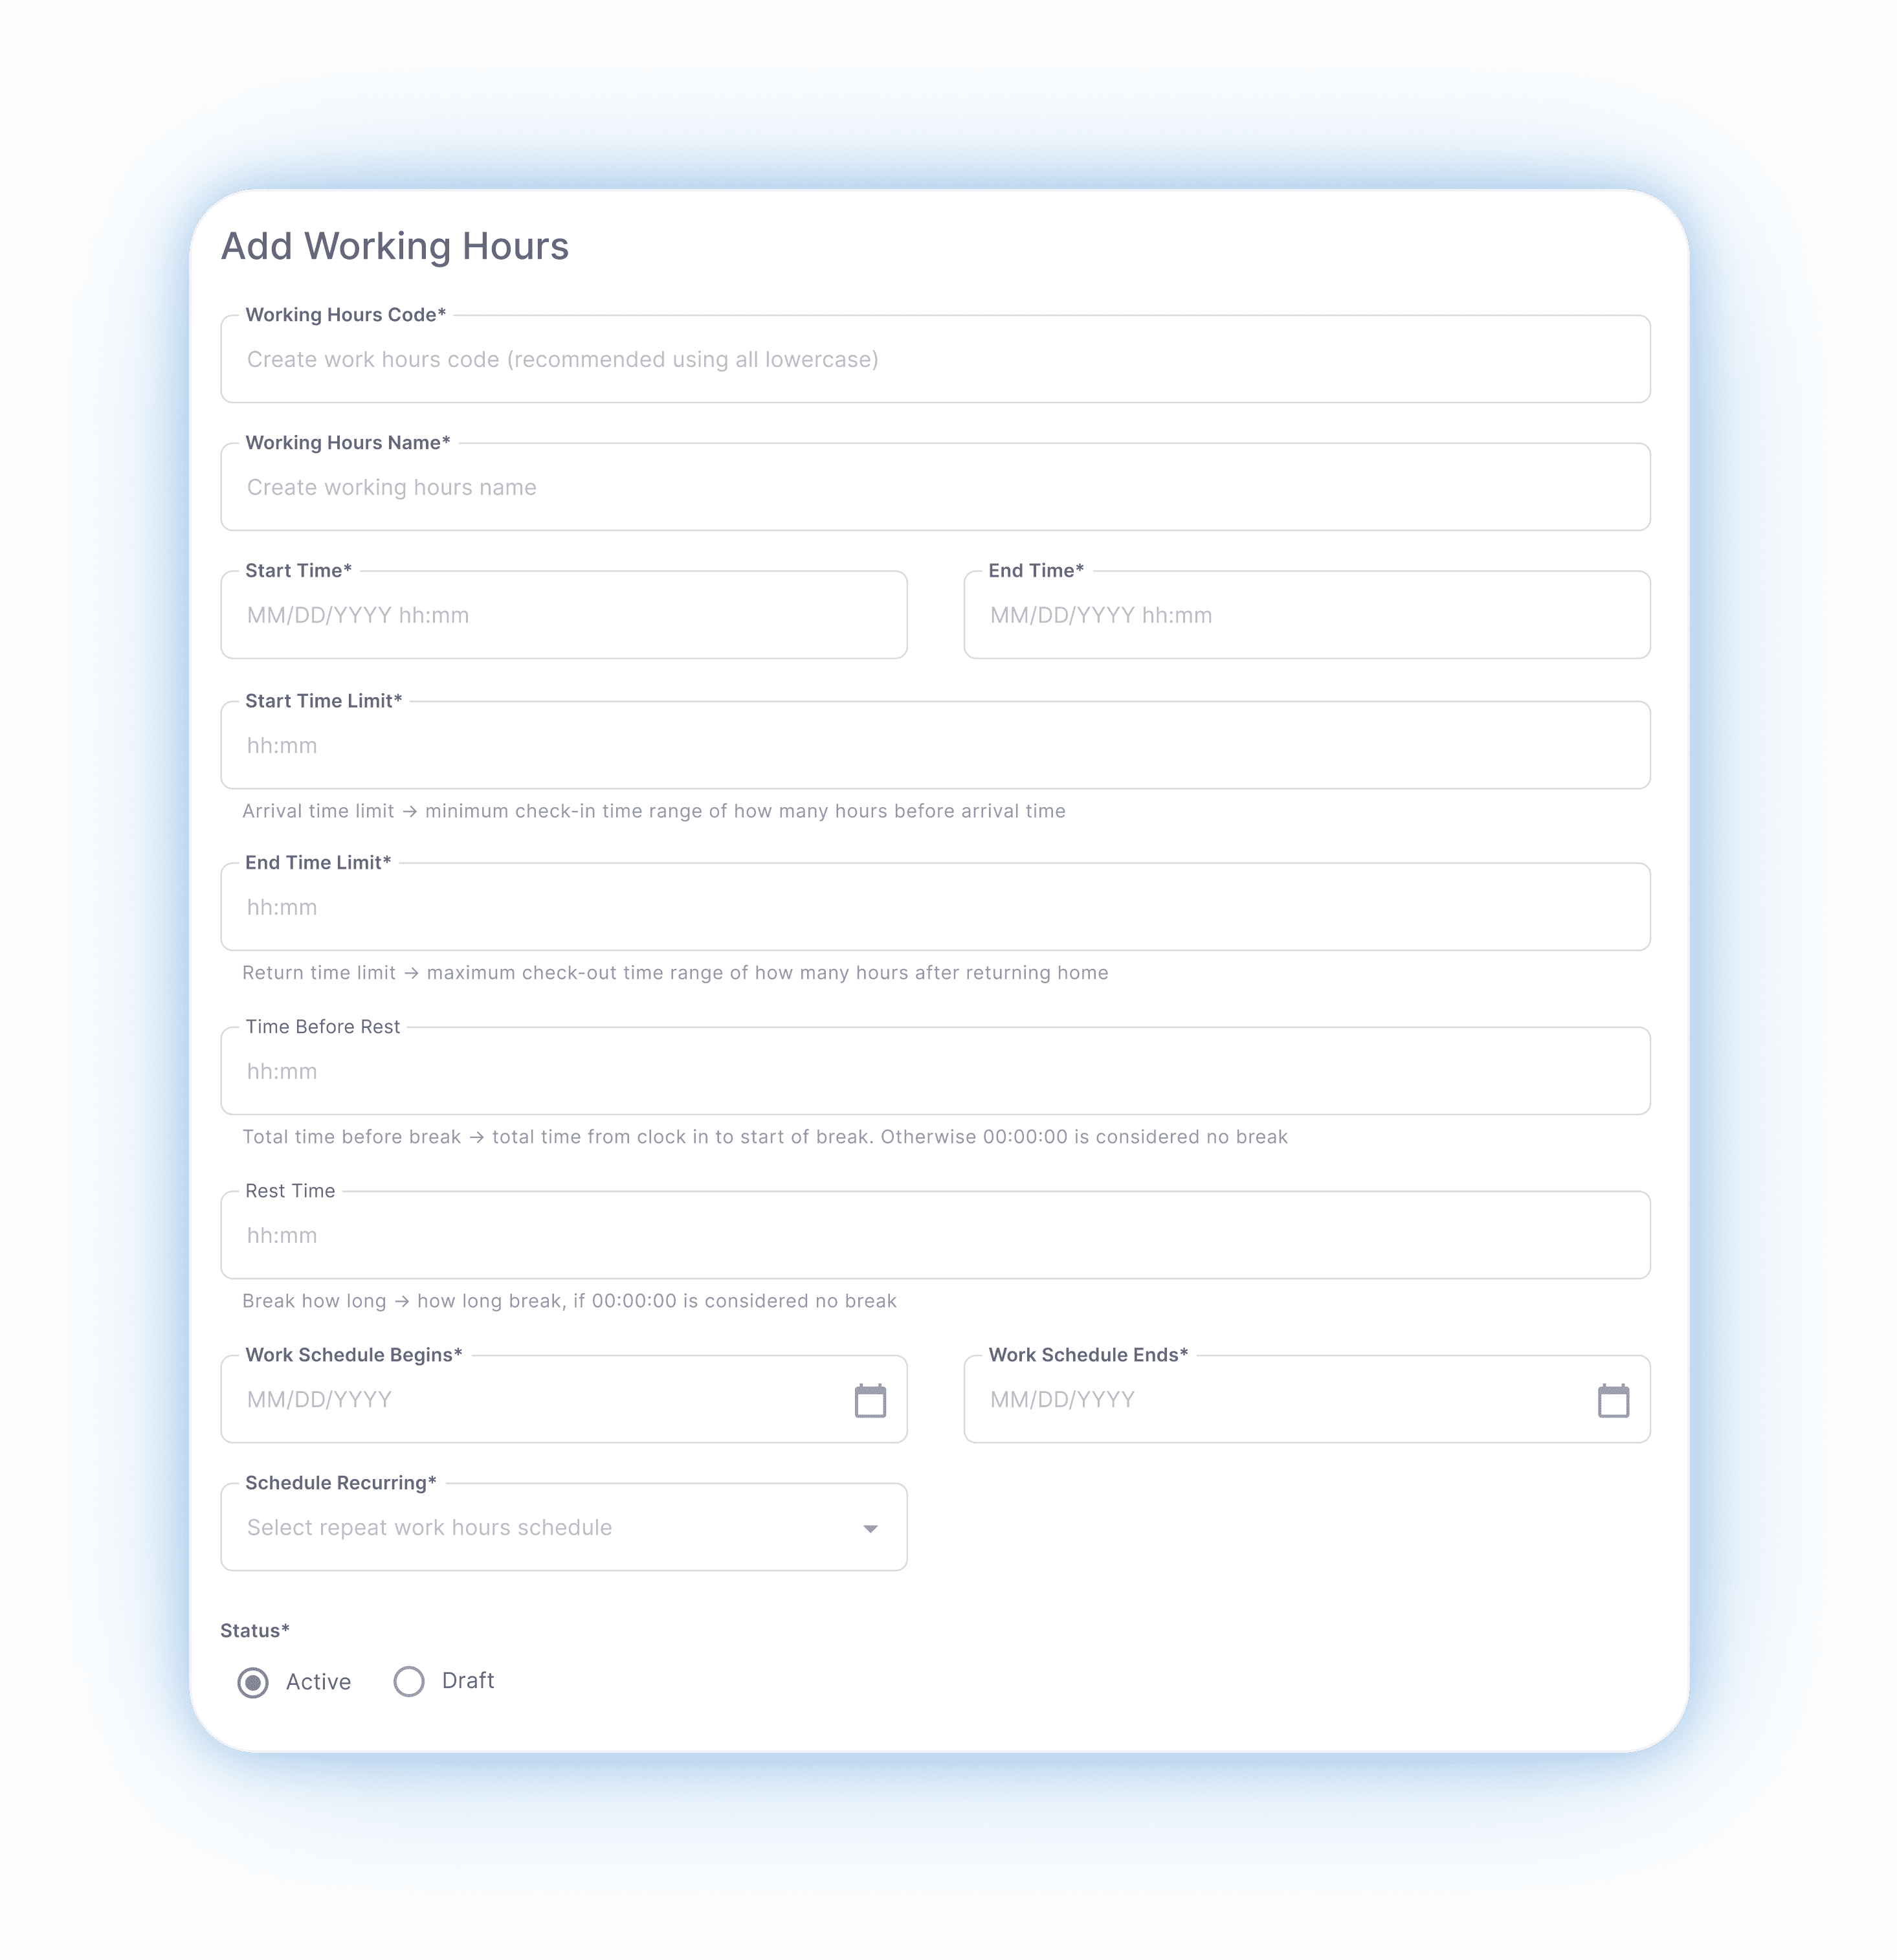 Add Working Hours
Working Hours Code*
Create work hours code (recommended using all lowercase)
Working Hours Name*
Create working hours name
Start Time*
MM/DD/YYYY hh:mm
End Time*
MM/DD/YYYY hh:mm
Start Time Limit*
hh:mm
Arrival time limit → minimum check-in time range of how many hours before arrival time
End Time Limit*
hh:mm
Return time limit → maximum check-out time range of how many hours after returning home
Time Before Rest
hh:mm
Total time before break → total time from clock in to start of break. Otherwise 00:00:00 is considered no break
Rest Time
hh:mm
Break how long → how long break, if 00:00:00 is considered no break
Work Schedule Begins*
MM/DD/YYYY
Work Schedule Ends*
MM/DD/YYYY
Schedule Recurring*
Select repeat work hours schedule
Status*
Active
Draft